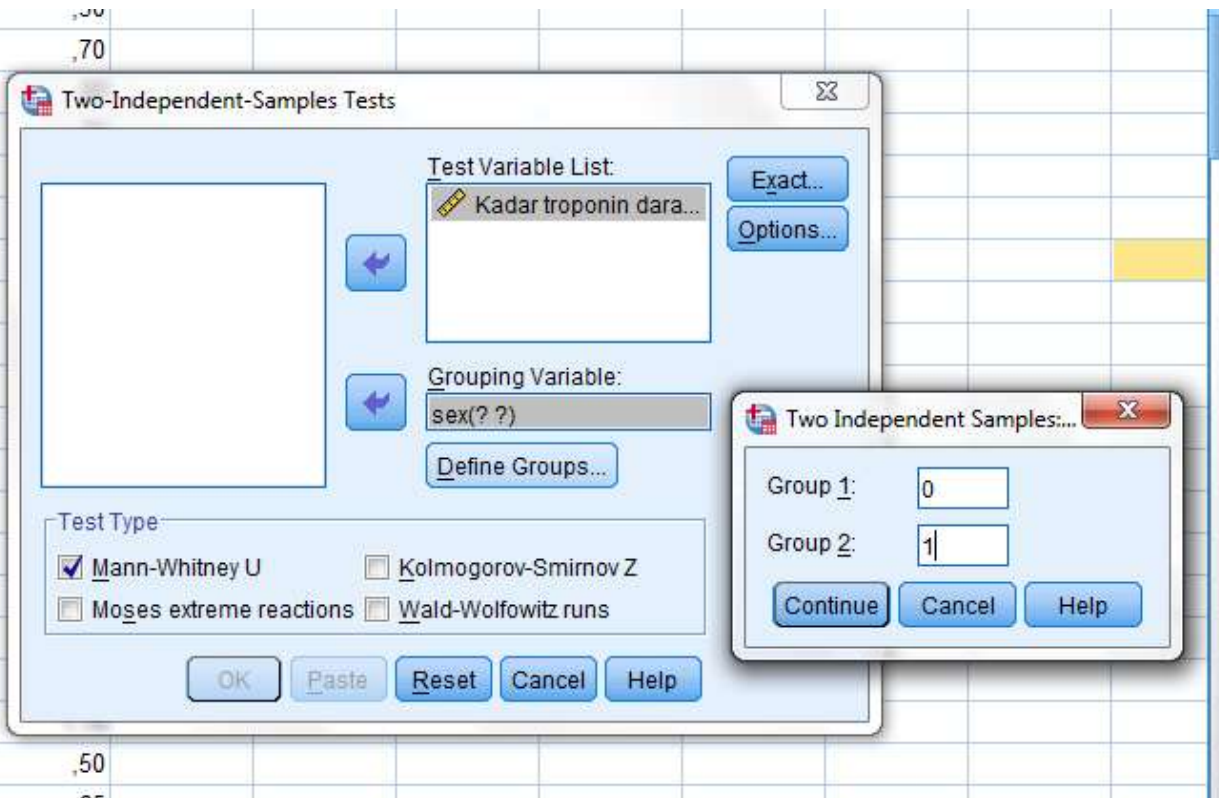 ,70
Two-Independent-Samples Tests
Test Variable List:
Kadar troponin dara...
Exact...
Options...
Grouping Variable:
sex(? ?)
Define Groups...
Test Type
Mann-Whitney U
Kolmogorov-Smirnov Z
Moses extreme reactions
Wald-Wolfowitz runs
OK
Paste
Reset
Cancel
Help
Two Independent Samples:...
Group 1:
0
Group 2:
1
Continue
Cancel
Help
,50